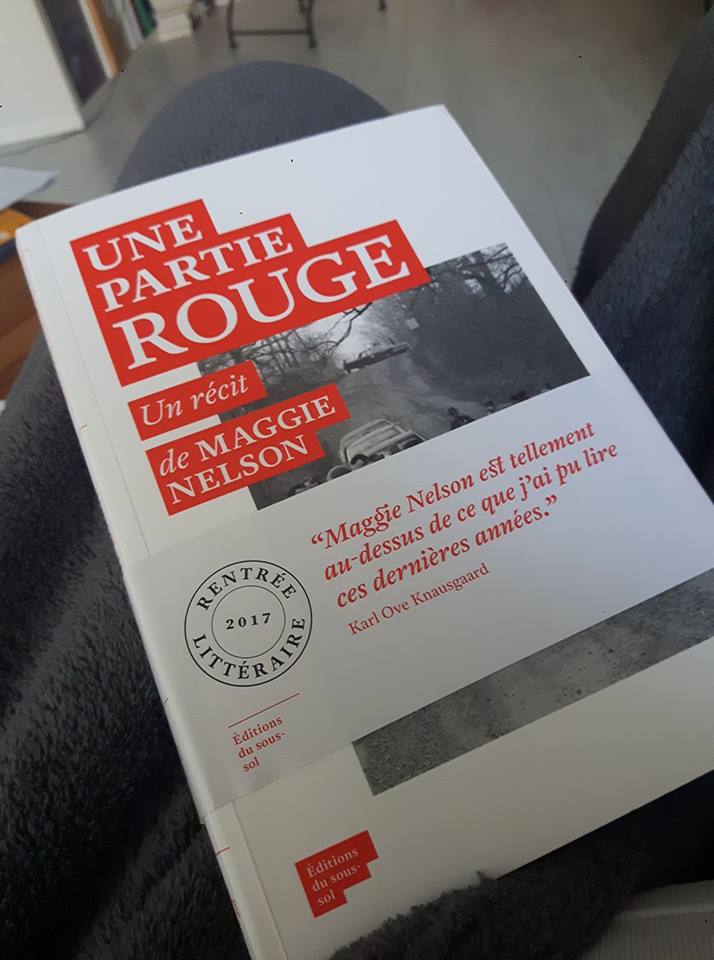 UNE
PARTIE
ROUGE
Un récit
de MAGGIE
NELSON
“Maggie Nelson est tellement
au-dessus de ce que j’ai pu lire
ces dernières années.”
Karl Ove Knausgaard
RENTRÉE
2017
LITTÉRAIRE
Éditions
du sous-
sol
Éditions
du sous-
sol